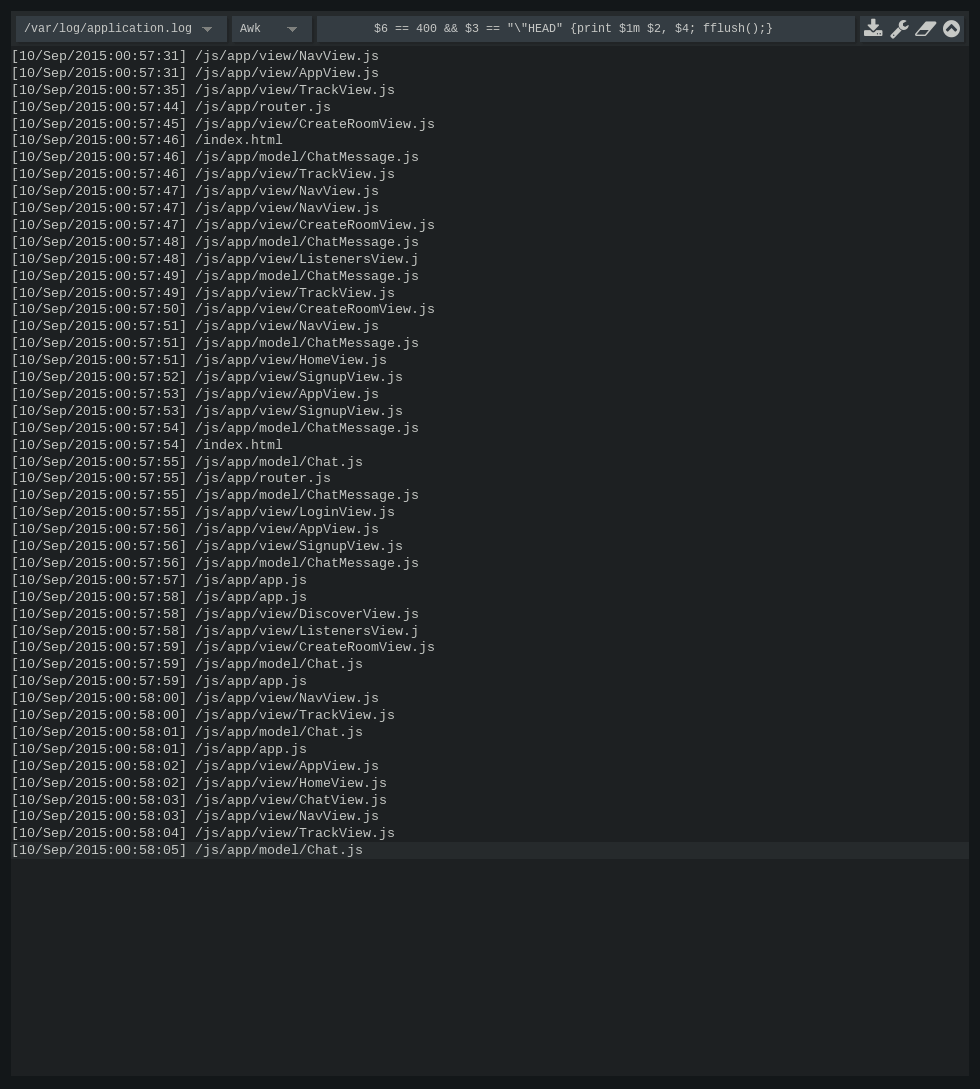 /var/log/application.log Awk $6 == 400 && $3 == "\"HEAD" {print $1m $2, $4; fflush();}
[10/Sep/2015:00:57:31] /js/app/view/NavView.js
[10/Sep/2015:00:57:31] /js/app/view/AppView.js
[10/Sep/2015:00:57:35] /js/app/view/TrackView.js
[10/Sep/2015:00:57:44] /js/app/router.js
[10/Sep/2015:00:57:45] /js/app/view/CreateRoomView.js
[10/Sep/2015:00:57:46] /index.html
[10/Sep/2015:00:57:46] /js/app/model/ChatMessage.js
[10/Sep/2015:00:57:46] /js/app/view/TrackView.js
[10/Sep/2015:00:57:47] /js/app/view/NavView.js
[10/Sep/2015:00:57:47] /js/app/view/NavView.js
[10/Sep/2015:00:57:47] /js/app/view/CreateRoomView.js
[10/Sep/2015:00:57:48] /js/app/model/ChatMessage.js
[10/Sep/2015:00:57:48] /js/app/view/ListenersView.j
[10/Sep/2015:00:57:49] /js/app/model/ChatMessage.js
[10/Sep/2015:00:57:49] /js/app/view/TrackView.js
[10/Sep/2015:00:57:50] /js/app/view/CreateRoomView.js
[10/Sep/2015:00:57:51] /js/app/view/NavView.js
[10/Sep/2015:00:57:51] /js/app/model/ChatMessage.js
[10/Sep/2015:00:57:51] /js/app/view/HomeView.js
[10/Sep/2015:00:57:52] /js/app/view/SignupView.js
[10/Sep/2015:00:57:53] /js/app/view/AppView.js
[10/Sep/2015:00:57:53] /js/app/view/SignupView.js
[10/Sep/2015:00:57:54] /js/app/model/ChatMessage.js
[10/Sep/2015:00:57:54] /index.html
[10/Sep/2015:00:57:55] /js/app/model/Chat.js
[10/Sep/2015:00:57:55] /js/app/router.js
[10/Sep/2015:00:57:55] /js/app/model/ChatMessage.js
[10/Sep/2015:00:57:55] /js/app/view/LoginView.js
[10/Sep/2015:00:57:56] /js/app/view/AppView.js
[10/Sep/2015:00:57:56] /js/app/view/SignupView.js
[10/Sep/2015:00:57:56] /js/app/model/ChatMessage.js
[10/Sep/2015:00:57:57] /js/app/app.js
[10/Sep/2015:00:57:58] /js/app/app.js
[10/Sep/2015:00:57:58] /js/app/view/DiscoverView.js
[10/Sep/2015:00:57:58] /js/app/view/ListenersView.j
[10/Sep/2015:00:57:59] /js/app/view/CreateRoomView.js
[10/Sep/2015:00:57:59] /js/app/model/Chat.js
[10/Sep/2015:00:57:59] /js/app/app.js
[10/Sep/2015:00:58:00] /js/app/view/NavView.js
[10/Sep/2015:00:58:00] /js/app/view/TrackView.js
[10/Sep/2015:00:58:01] /js/app/model/Chat.js
[10/Sep/2015:00:58:01] /js/app/app.js
[10/Sep/2015:00:58:02] /js/app/view/AppView.js
[10/Sep/2015:00:58:02] /js/app/view/HomeView.js
[10/Sep/2015:00:58:03] /js/app/view/ChatView.js
[10/Sep/2015:00:58:03] /js/app/view/NavView.js
[10/Sep/2015:00:58:04] /js/app/view/TrackView.js
[10/Sep/2015:00:58:05] /js/app/model/Chat.js